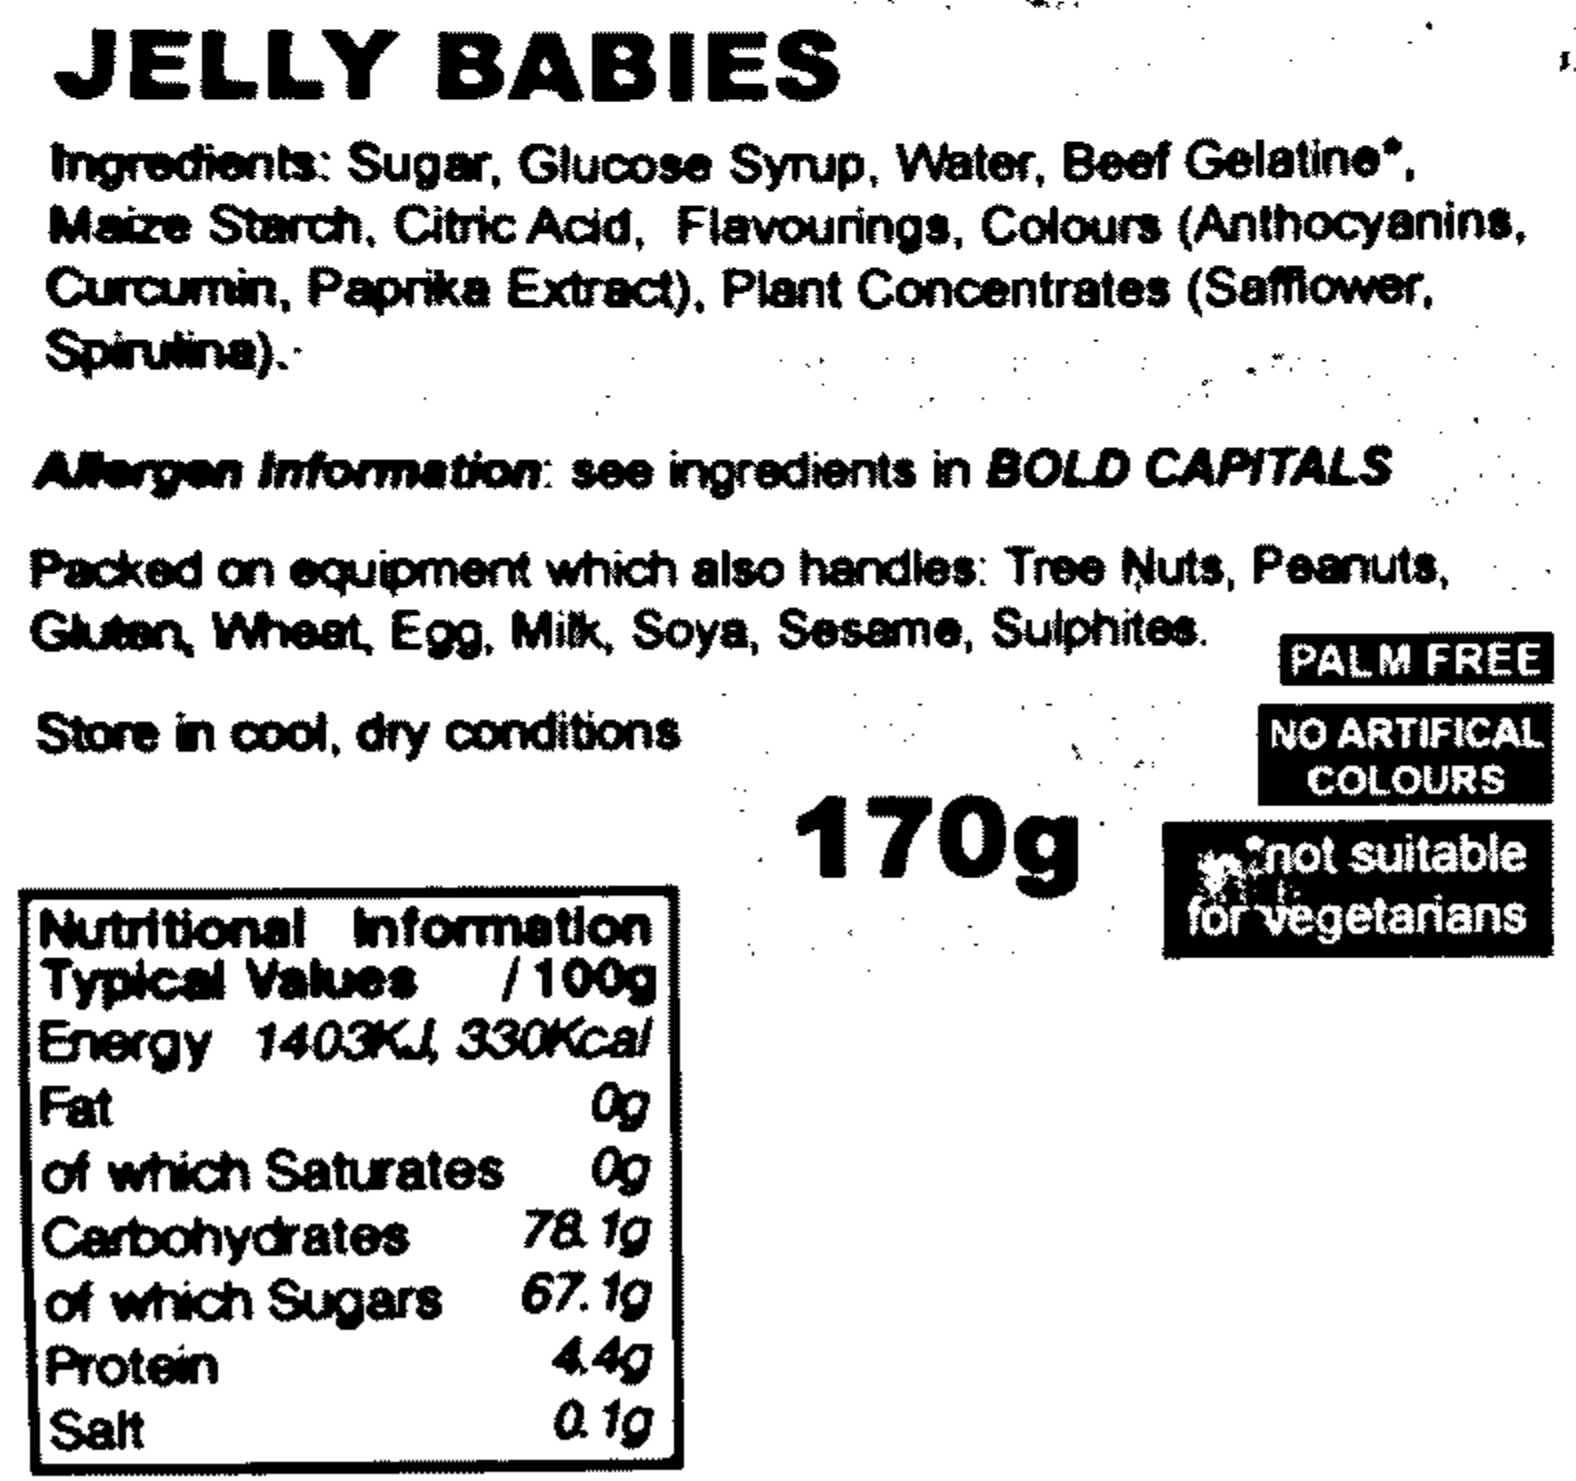 JELLY BABIES
Ingredients: Sugar, Glucose Syrup, Water, Beef Gelatine*,
Maize Starch, Citric Acid, Flavourings, Colours (Anthocyanins,
Curcumin, Paprika Extract), Plant Concentrates (Safflower,
Spirulina).
Allergen Information: see ingredients in BOLD CAPITALS
Packed on equipment which also handles: Tree Nuts, Peanuts,
Gluten, Wheat, Egg, Milk, Soya, Sesame, Sulphites.
PALM FREE
Store in cool, dry conditions
NO ARTIFICAL
COLOURS
170g
*not suitable
for vegetarians
Nutritional Information
Typical Values / 100g
Energy 1403KJ, 330Kcal
Fat 0g
of which Saturates 0g
Carbohydrates 78.1g
of which Sugars 67.1g
Protein 4.4g
Salt 0.1g